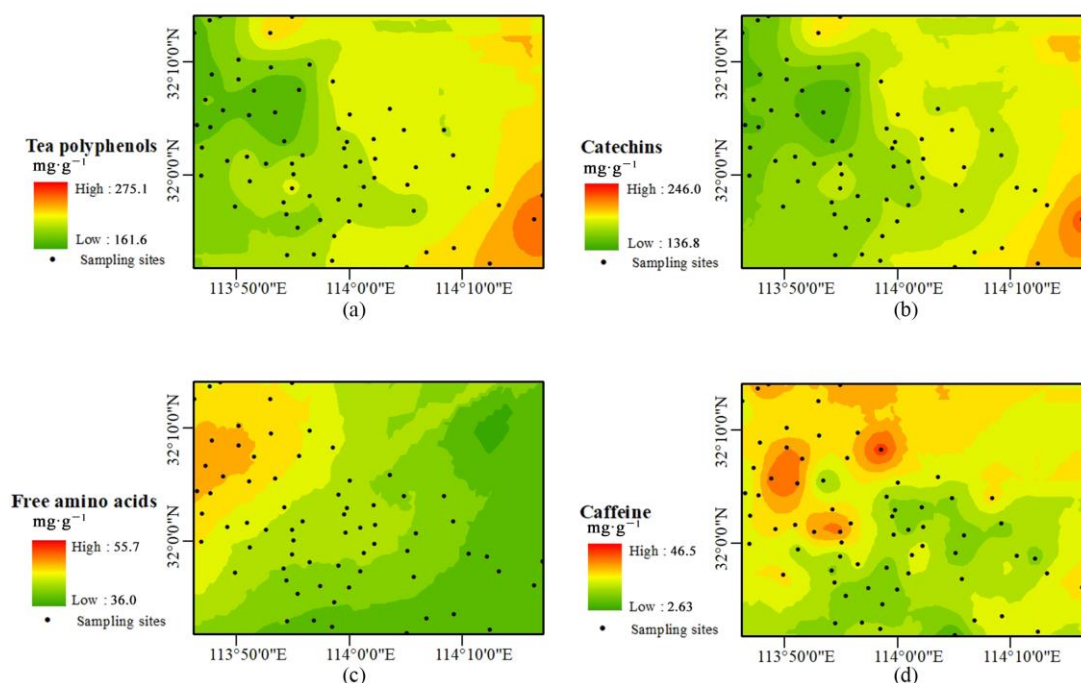 32°10'0"N
32°0'0"N
Tea polyphenols
mg·g⁻¹
High : 275.1
Low : 161.6
Sampling sites
113°50'0"E
114°0'0"E
114°10'0"E
(a)
32°10'0"N
32°0'0"N
Catechins
mg·g⁻¹
High : 246.0
Low : 136.8
Sampling sites
113°50'0"E
114°0'0"E
114°10'0"E
(b)
32°10'0"N
32°0'0"N
Free amino acids
mg·g⁻¹
High : 55.7
Low : 36.0
Sampling sites
113°50'0"E
114°0'0"E
114°10'0"E
(c)
32°10'0"N
32°0'0"N
Caffeine
mg·g⁻¹
High : 46.5
Low : 2.63
Sampling sites
113°50'0"E
114°0'0"E
114°10'0"E
(d)